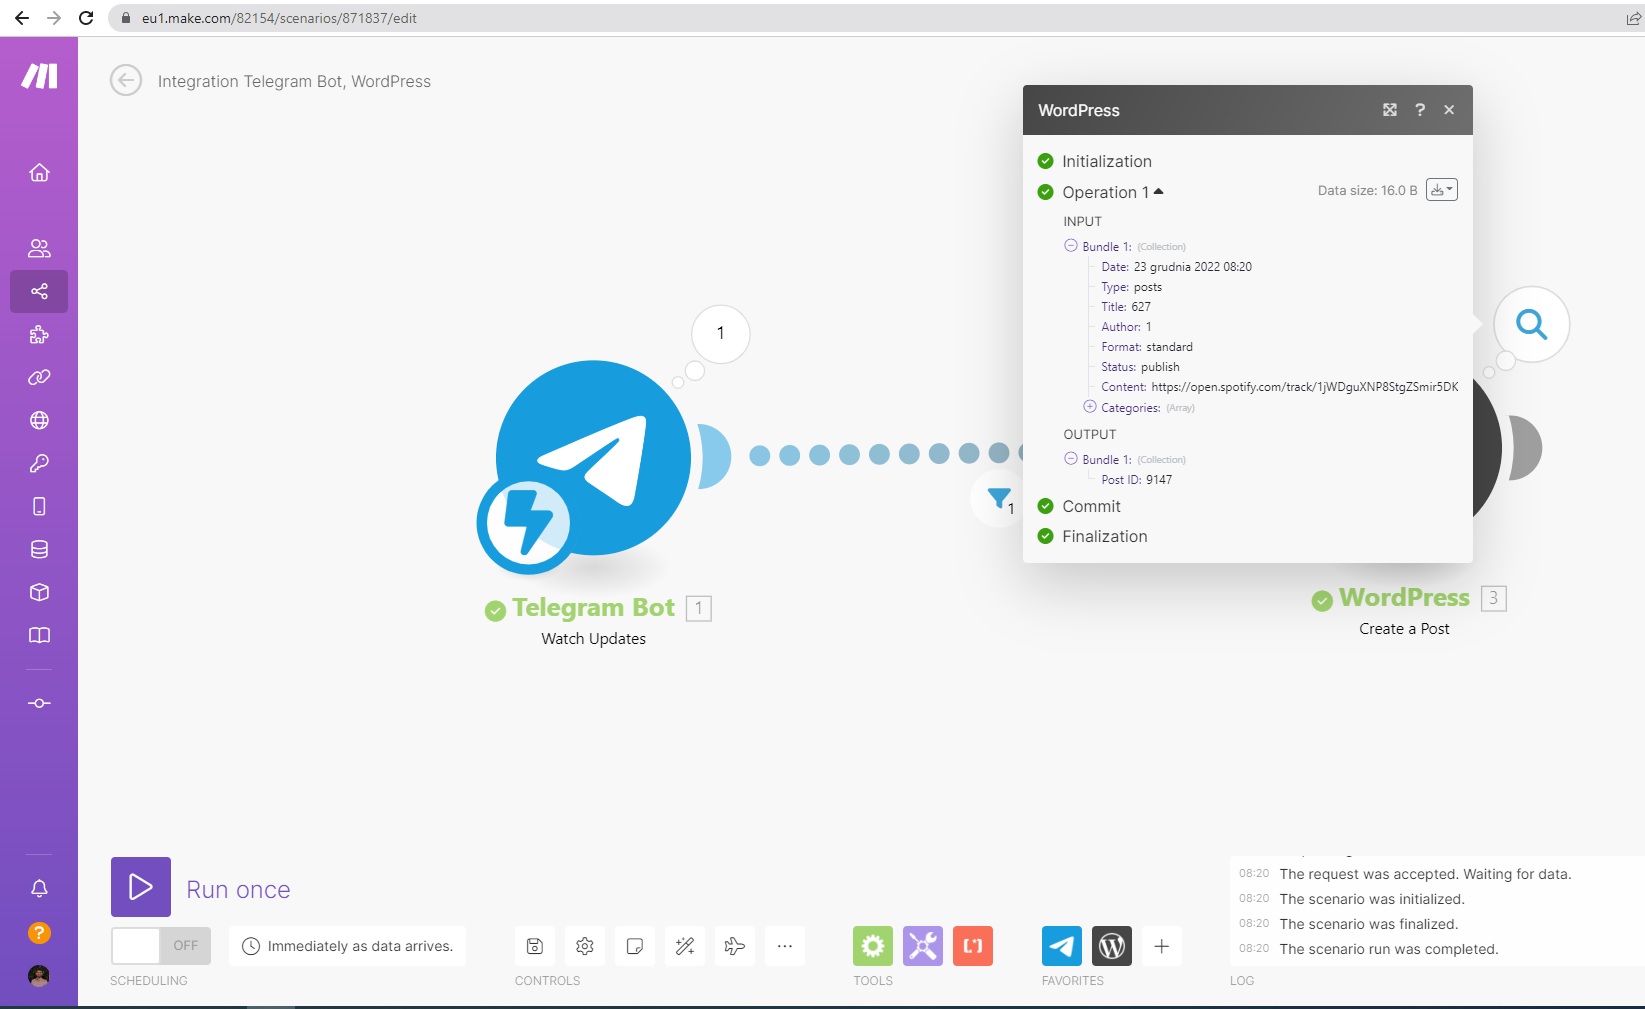 eu1.make.com/82154/scenarios/871837/edit
Integration Telegram Bot, WordPress
WordPress
?
Initialization
Operation 1
Data size: 16.0 B
INPUT
Bundle 1: (Collection)
Date: 23 grudnia 2022 08:20
Type: posts
Title: 627
Author: 1
Format: standard
Status: publish
Content: https://open.spotify.com/track/1jWDguXNP8StgZSmir5DK
Categories: (Array)
OUTPUT
Bundle 1: (Collection)
Post ID: 9147
Commit
Finalization
1
1
Telegram Bot 1
Watch Updates
WordPress 3
Create a Post
Run once
OFF
Immediately as data arrives.
SCHEDULING
CONTROLS
TOOLS
FAVORITES
08:20 The request was accepted. Waiting for data.
08:20 The scenario was initialized.
08:20 The scenario was finalized.
08:20 The scenario run was completed.
LOG
?